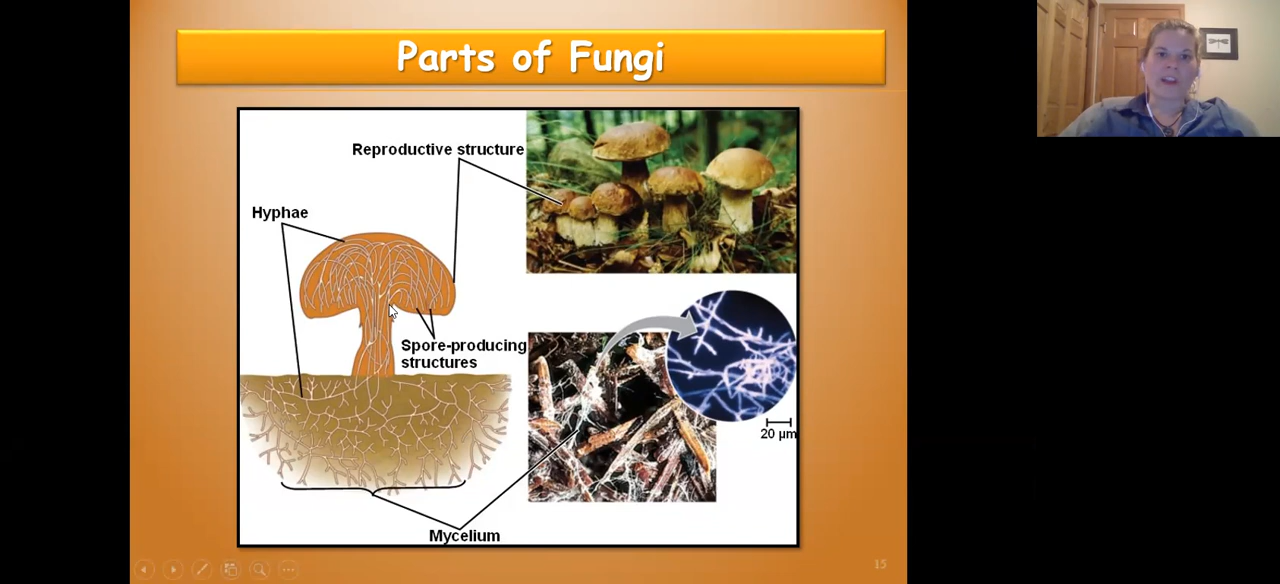 Parts of Fungi
Reproductive structure
Hyphae
Spore-producing
structures
20 µm
Mycelium
15